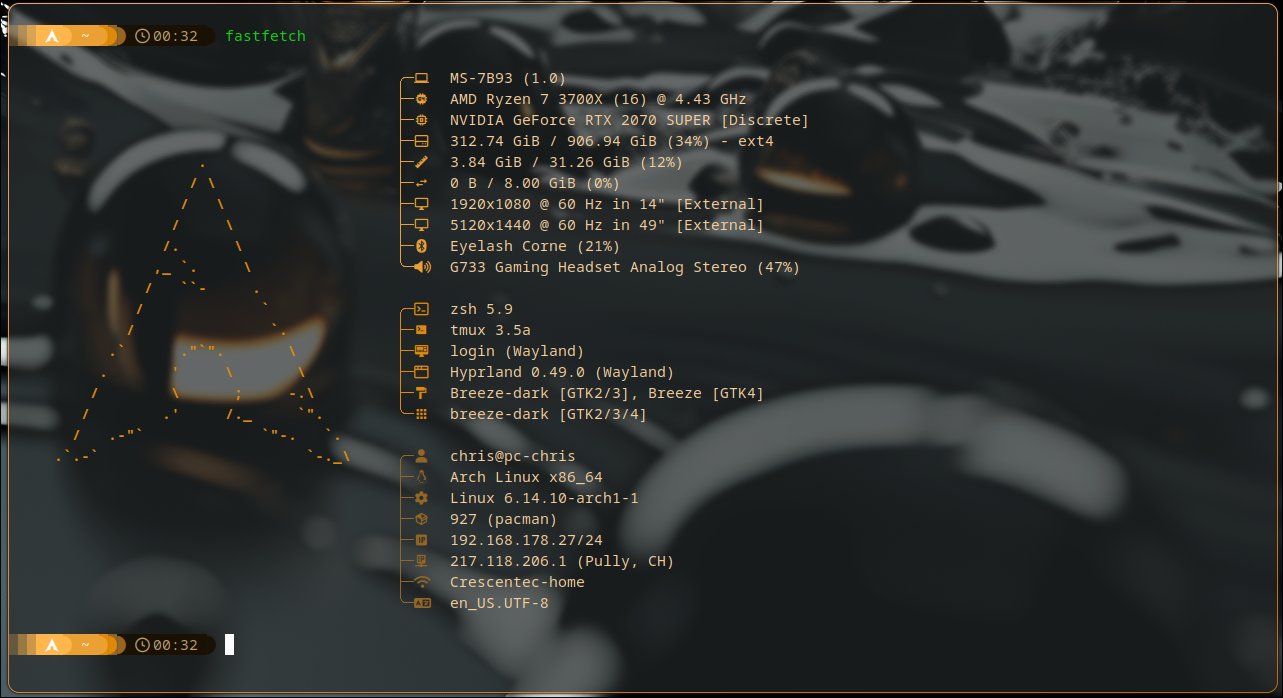 ~ 00:32 fastfetch
MS-7B93 (1.0)
AMD Ryzen 7 3700X (16) @ 4.43 GHz
NVIDIA GeForce RTX 2070 SUPER [Discrete]
312.74 GiB / 906.94 GiB (34%) - ext4
3.84 GiB / 31.26 GiB (12%)
0 B / 8.00 GiB (0%)
1920x1080 @ 60 Hz in 14" [External]
5120x1440 @ 60 Hz in 49" [External]
Eyelash Corne (21%)
G733 Gaming Headset Analog Stereo (47%)
zsh 5.9
tmux 3.5a
login (Wayland)
Hyprland 0.49.0 (Wayland)
Breeze-dark [GTK2/3], Breeze [GTK4]
breeze-dark [GTK2/3/4]
chris@pc-chris
Arch Linux x86_64
Linux 6.14.10-arch1-1
927 (pacman)
192.168.178.27/24
217.118.206.1 (Pully, CH)
Crescentec-home
en_US.UTF-8
~ 00:32